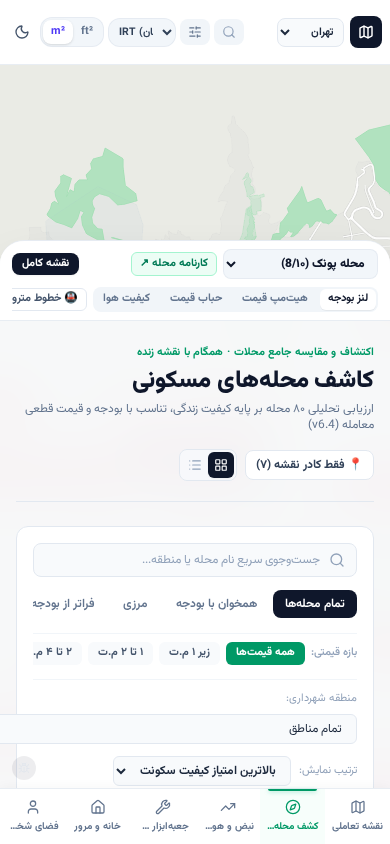 تهران
ان) IRT
ft²
m²
محله پونک (8/10)
کارنامه محله ↗
نقشه کامل
لنز بودجه
هیت‌مپ قیمت
حباب قیمت
کیفیت هوا
🚇 خطوط مترو
اکتشاف و مقایسه جامع محلات · همگام با نقشه زنده
کاشف محله‌های مسکونی
ارزیابی تحلیلی ۸۰ محله بر پایه کیفیت زندگی، تناسب با بودجه و قیمت قطعی
معامله (v6.4)
📍 فقط کادر نقشه (۷)
جست‌وجوی سریع نام محله یا منطقه...
تمام محله‌ها
همخوان با بودجه
مرزی
فراتر از بودجه
بازه قیمتی:
همه قیمت‌ها
زیر ۱ م.ت
۱ تا ۲ م.ت
۲ تا ۴ م.
منطقه شهرداری:
تمام مناطق
ترتیب نمایش:
بالاترین امتیاز کیفیت سکونت
نقشه تعاملی
کشف محله...
نبض و هو...
جعبه‌ابزار ...
خانه و مرور
فضای شخ...